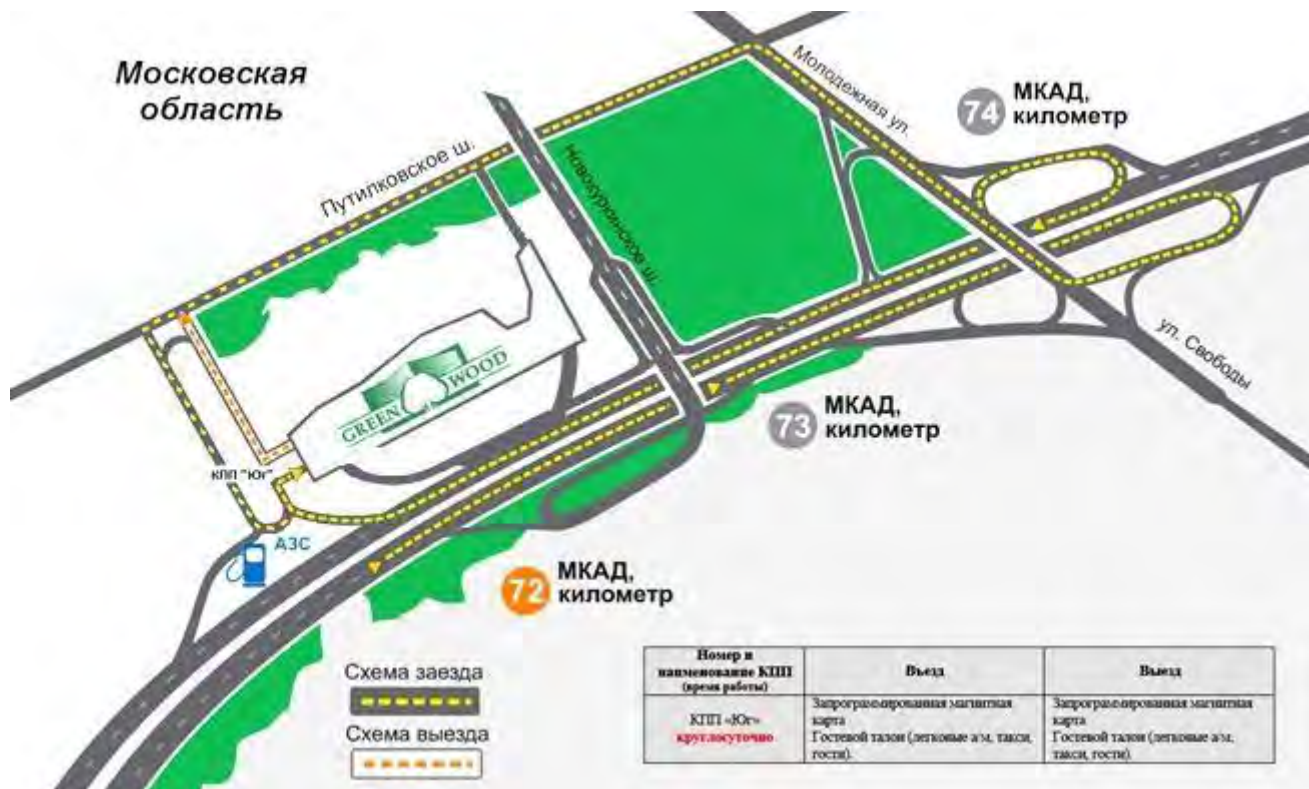 Московская
область
Путилковское ш.
Новокуркинское ш.
Молодежная ул.
74
МКАД,
километр
ул. Свободы
GREEN WOOD
73
МКАД,
километр
КПП "Юг"
АЗС
72
МКАД,
километр
Схема заезда
Схема выезда
Номер и
наименование КПП
(время работы)
Въезд
Выезд
КПП «Юг»
круглосуточно
Запрограммированная магнитная
карта
Гостевой талон (легковые а/м, такси,
гости).
Запрограммированная магнитная
карта
Гостевой талон (легковые а/м,
такси, гости).